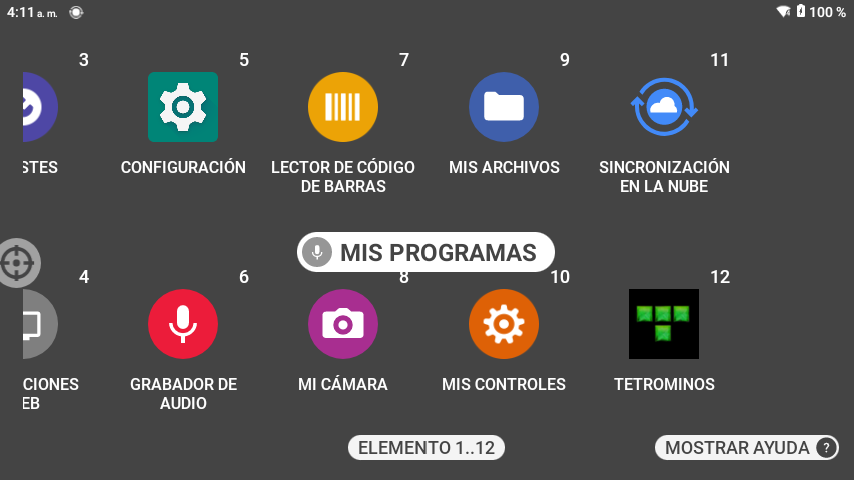 4:11 a. m.
100 %
3
5
7
9
11
STES
CONFIGURACIÓN
LECTOR DE CÓDIGO
DE BARRAS
MIS ARCHIVOS
SINCRONIZACIÓN
EN LA NUBE
MIS PROGRAMAS
4
6
8
10
12
CIONES
EB
GRABADOR DE
AUDIO
MI CÁMARA
MIS CONTROLES
TETROMINOS
ELEMENTO 1..12
MOSTRAR AYUDA ?